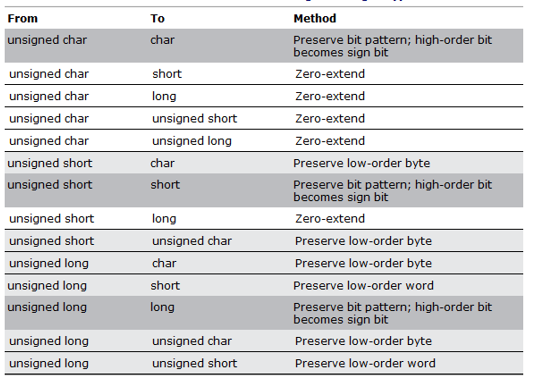 From To Method
unsigned char char Preserve bit pattern; high-order bit
becomes sign bit
unsigned char short Zero-extend
unsigned char long Zero-extend
unsigned char unsigned short Zero-extend
unsigned char unsigned long Zero-extend
unsigned short char Preserve low-order byte
unsigned short short Preserve bit pattern; high-order bit
becomes sign bit
unsigned short long Zero-extend
unsigned short unsigned char Preserve low-order byte
unsigned long char Preserve low-order byte
unsigned long short Preserve low-order word
unsigned long long Preserve bit pattern; high-order bit
becomes sign bit
unsigned long unsigned char Preserve low-order byte
unsigned long unsigned short Preserve low-order word